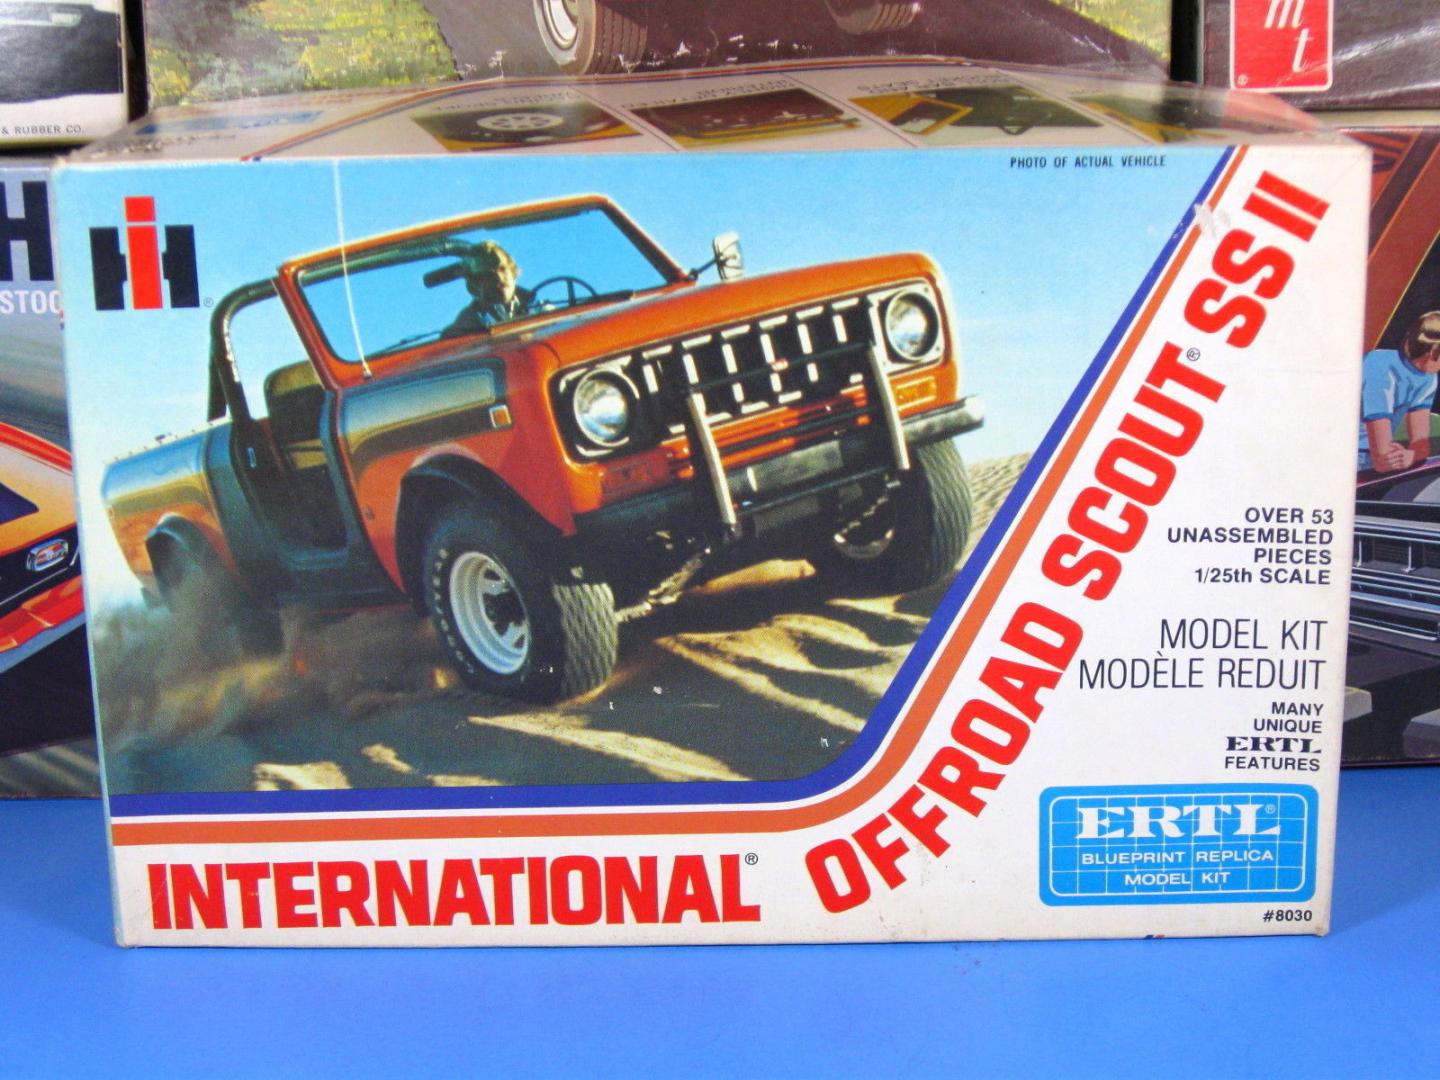 & RUBBER CO.
m
t
®
H
STOC
PHOTO OF ACTUAL VEHICLE
IH®
INTERNATIONAL® OFFROAD SCOUT® SS II
OVER 53
UNASSEMBLED
PIECES
1/25th SCALE
MODEL KIT
MODÈLE REDUIT
MANY
UNIQUE
ERTL
FEATURES
ERTL®
BLUEPRINT REPLICA
MODEL KIT
#8030